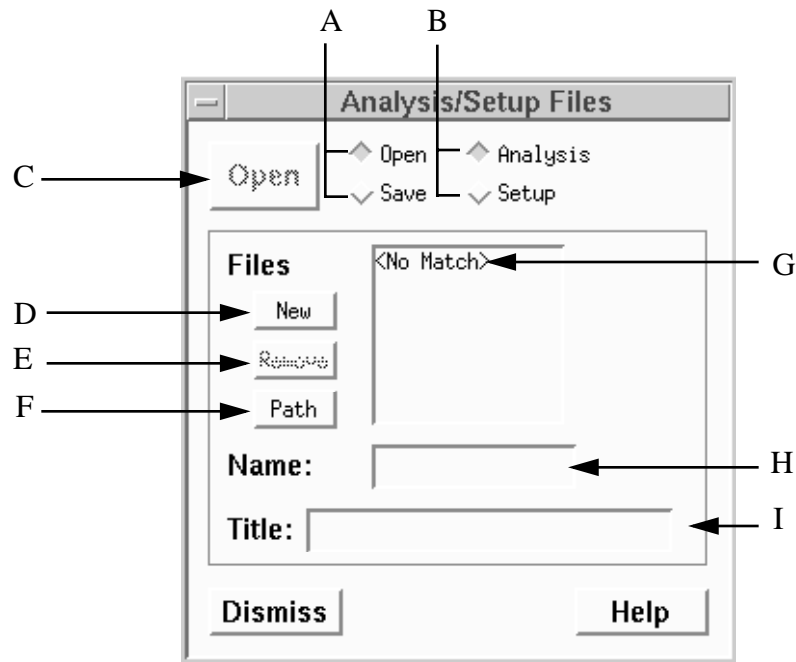 A B
Analysis/Setup Files
C Open Open Analysis
Save Setup
Files <No Match> G
D New
E Remove
F Path
Name: H
Title: I
Dismiss Help